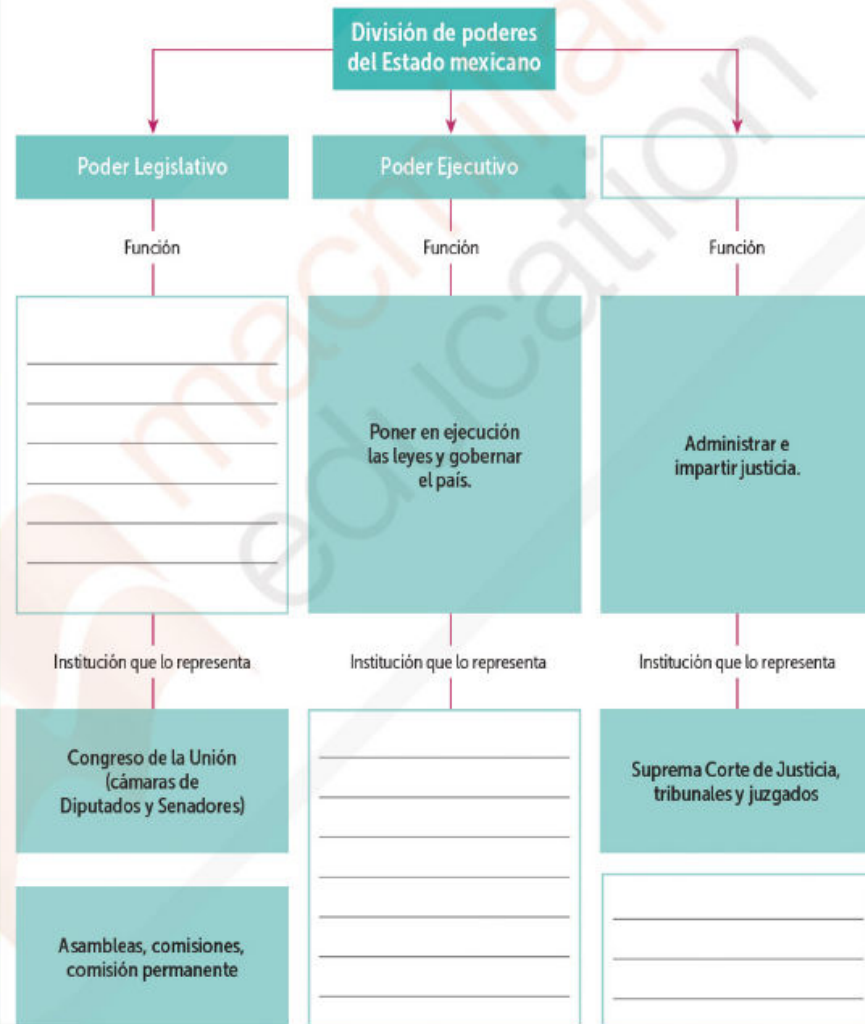 División de poderes
del Estado mexicano
Poder Legislativo
Poder Ejecutivo
Función
Función
Función
Poner en ejecución
las leyes y gobernar
el país.
Administrar e
impartir justicia.
Institución que lo representa
Institución que lo representa
Institución que lo representa
Congreso de la Unión
(cámaras de
Diputados y Senadores)
Suprema Corte de Justicia,
tribunales y juzgados
Asambleas, comisiones,
comisión permanente
macmillan
education